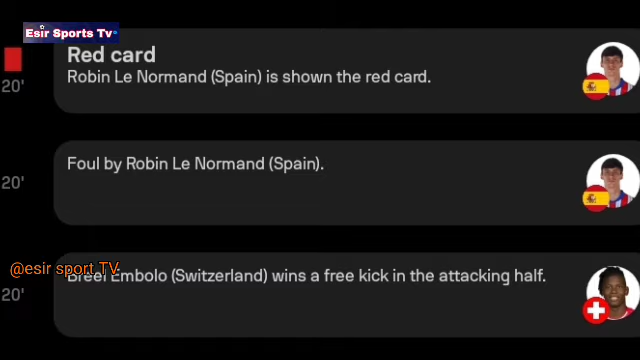 Esir Sports Tv
Red card
Robin Le Normand (Spain) is shown the red card.
20'
Foul by Robin Le Normand (Spain).
20'
@esir sport TV
Breel Embolo (Switzerland) wins a free kick in the attacking half.
20'